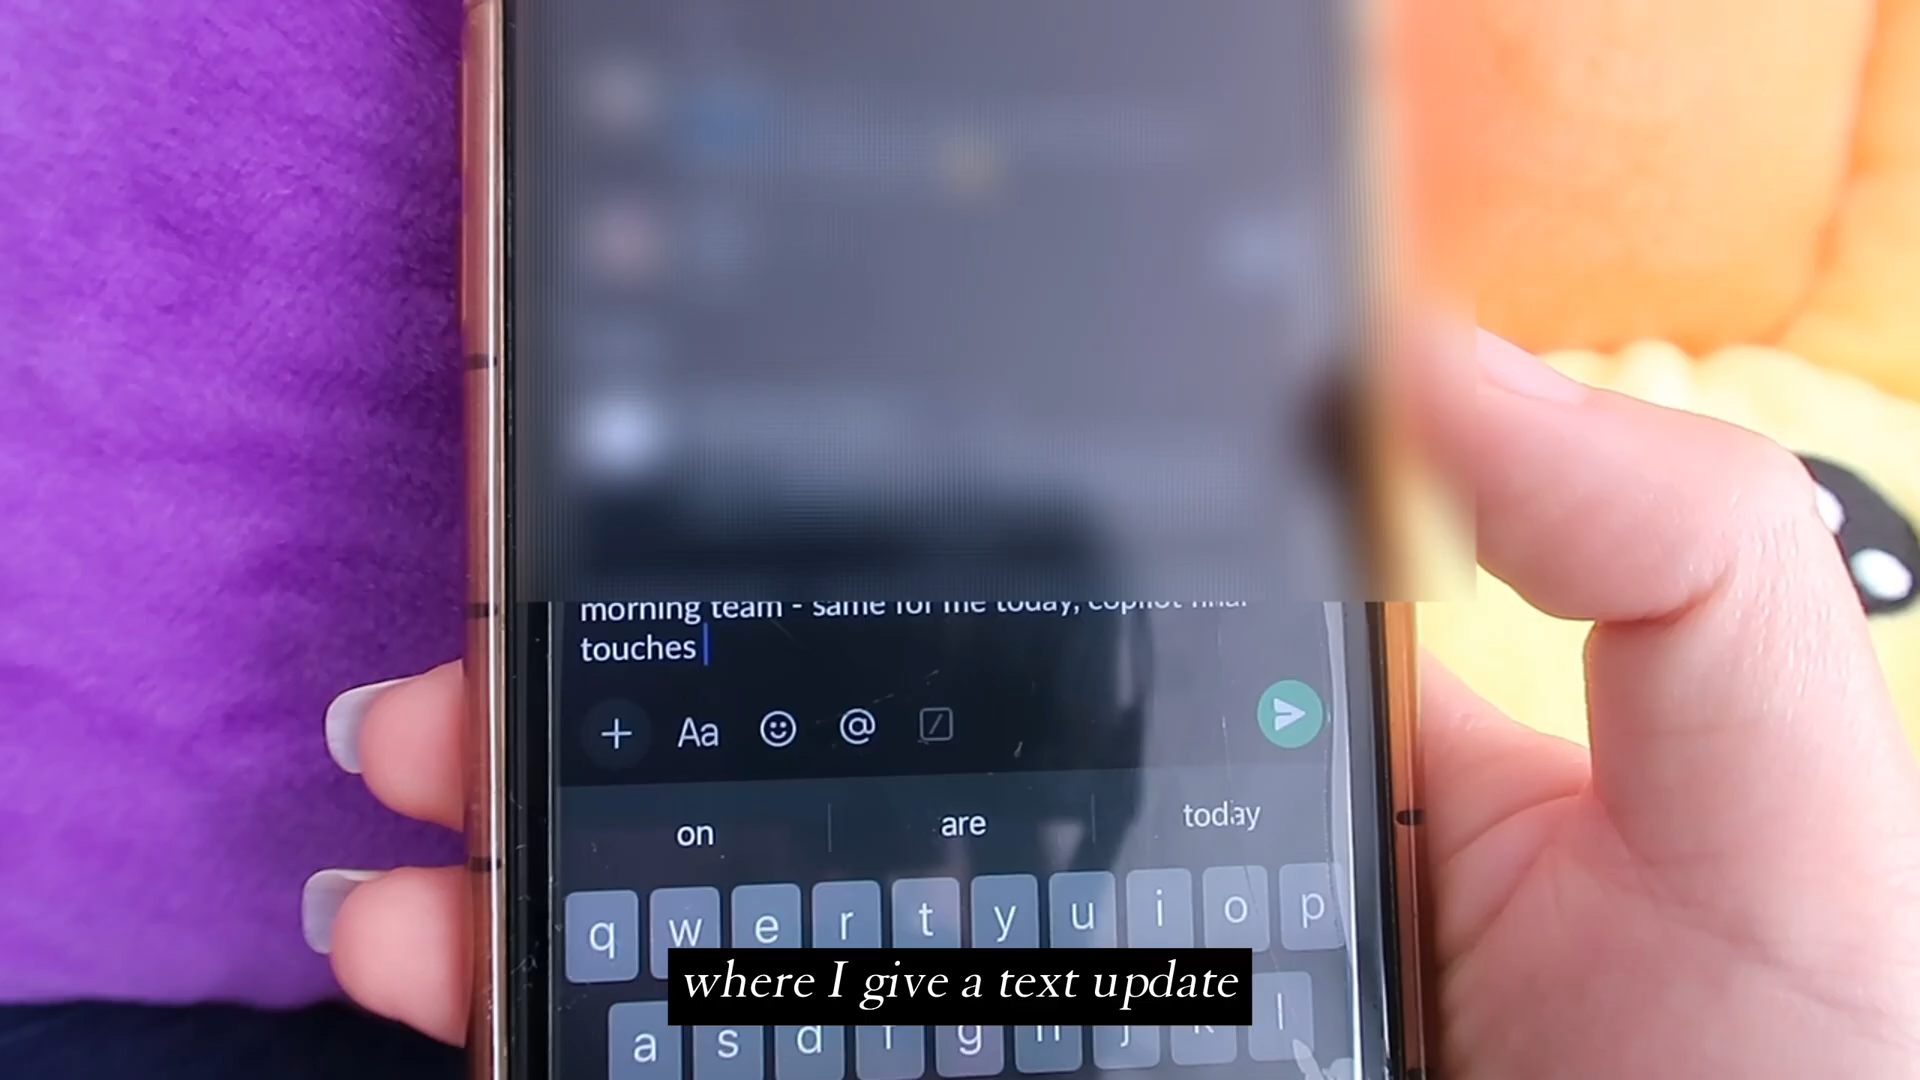 morning team - same for me today, copilot final
touches
Aa @ /
on are today
q w e r t y u i o p
where I give a text update
a s d f g h j k l